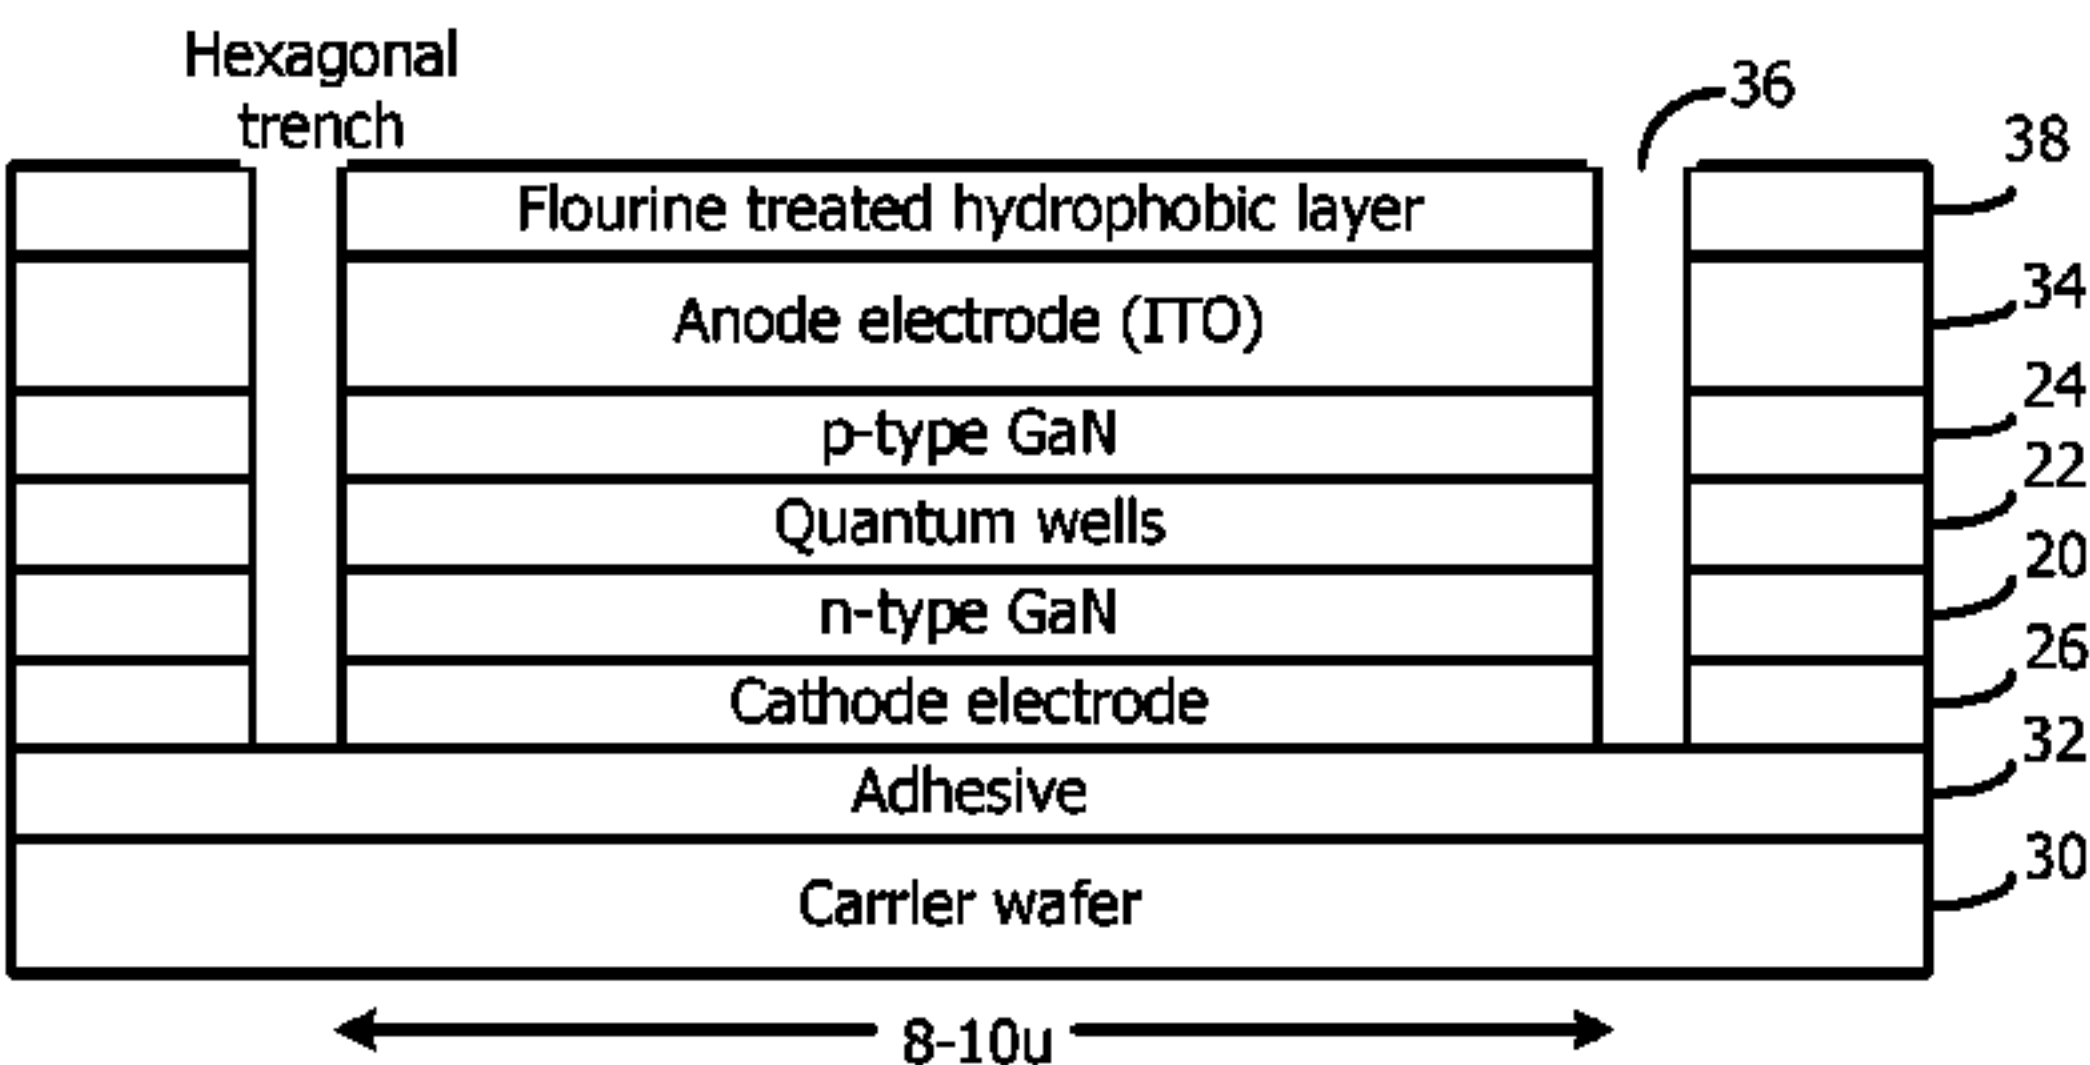 Hexagonal
trench
36
38
Flourine treated hydrophobic layer
34
Anode electrode (ITO)
24
p-type GaN
22
Quantum wells
20
n-type GaN
26
Cathode electrode
32
Adhesive
30
Carrler wafer
8-10u